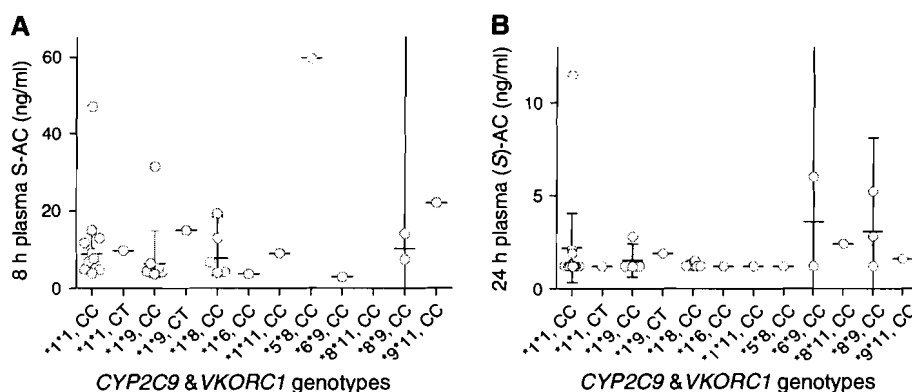 A
8 h plasma S-AC (ng/ml)
60
40
20
0
*1*1, CC
*1*1, CT
*1*9, CC
*1*9, CT
*1*8, CC
*1*6, CC
*1*11, CC
*5*8, CC
*6*9, CC
*8*11, CC
*8*9, CC
*9*11, CC
CYP2C9 & VKORC1 genotypes
B
24 h plasma (S)-AC (ng/ml)
10
5
0
*1*1, CC
*1*1, CT
*1*9, CC
*1*9, CT
*1*8, CC
*1*6, CC
*1*11, CC
*5*8, CC
*6*9, CC
*8*11, CC
*8*9, CC
*9*11, CC
CYP2C9 & VKORC1 genotypes